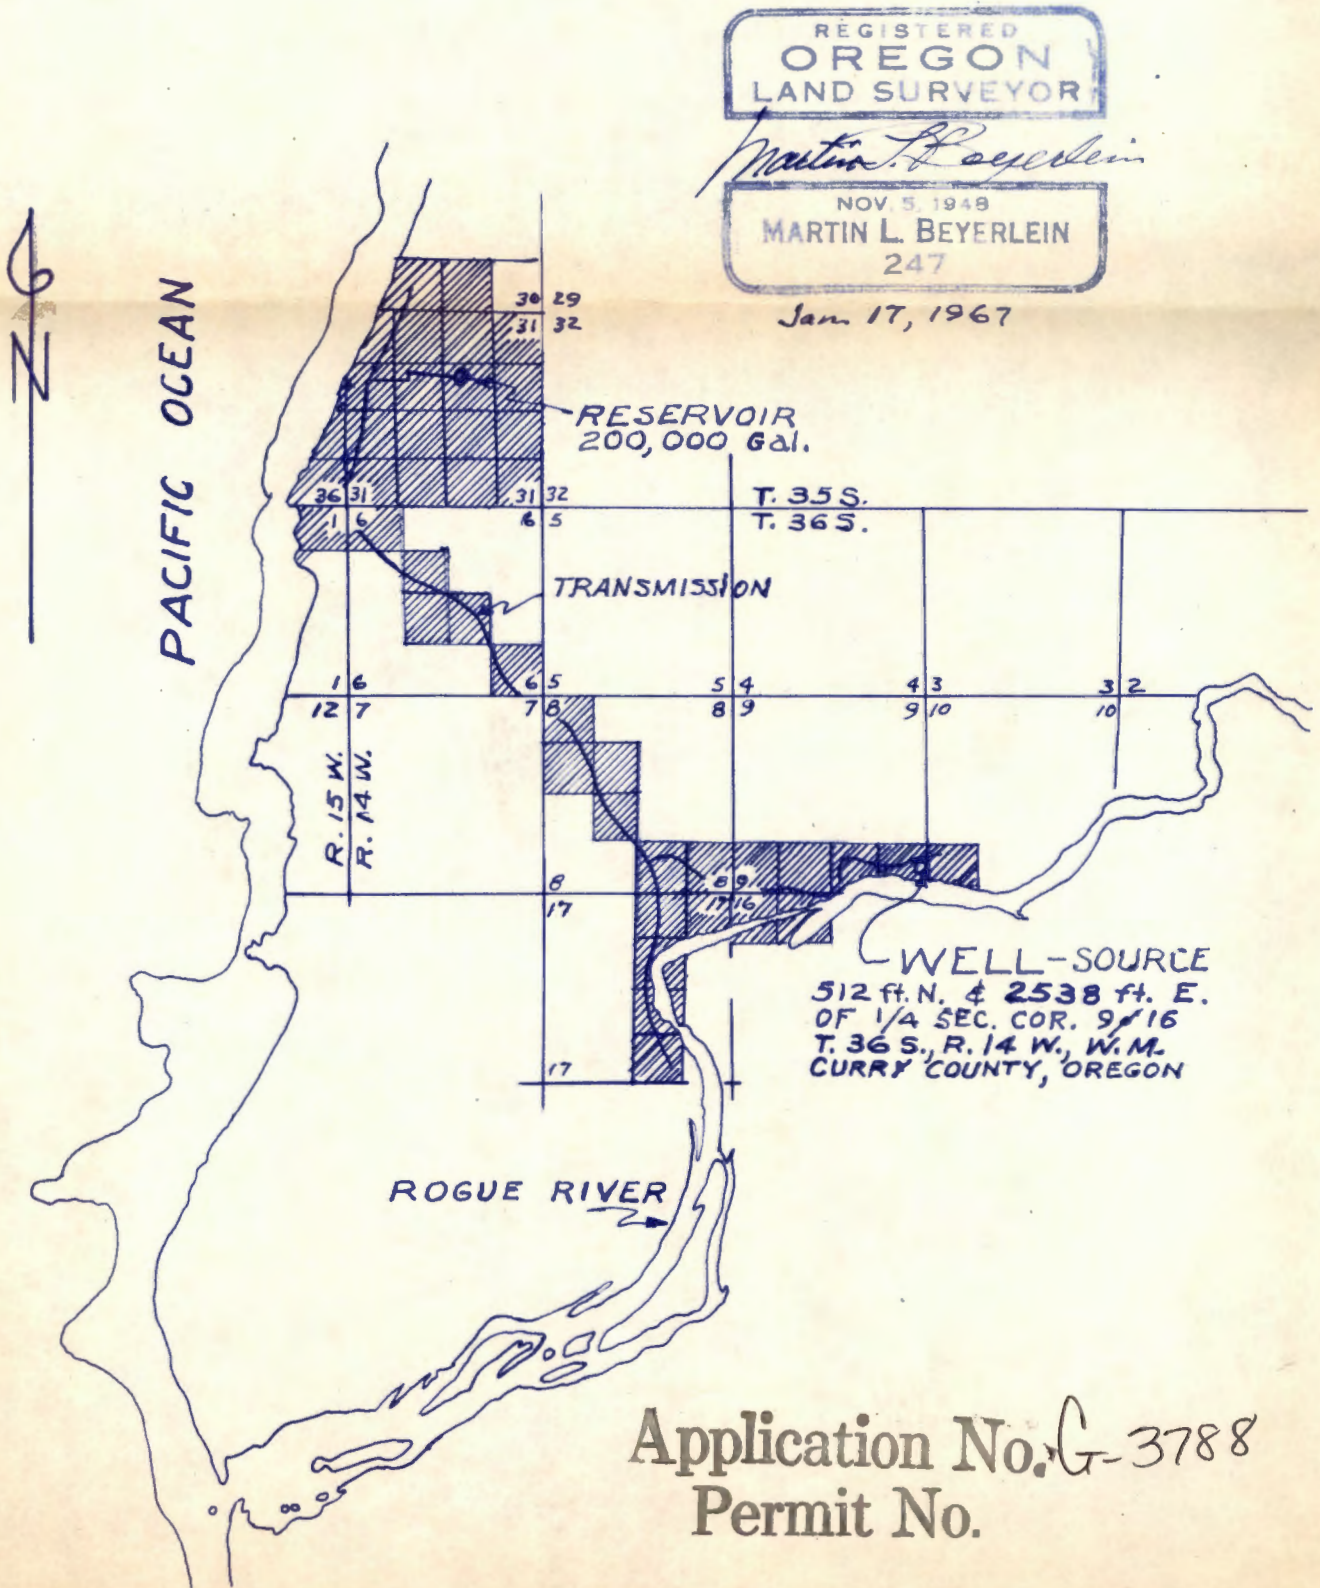 REGISTERED
OREGON
LAND SURVEYOR
Martin L. Beyerlein
NOV. 5, 1948
MARTIN L. BEYERLEIN
247
Jan 17, 1967
N
PACIFIC OCEAN
30 29
31 32
RESERVOIR
200,000 Gal.
36 31
31 32
T. 35 S.
1 6
6 5
T. 36 S.
TRANSMISSION
1 6
6 5
5 4
4 3
3 2
12 7
7 8
8 9
9 10
10
R. 15 W.
R. 14 W.
8 9
17 16
8
17
WELL-SOURCE
512 ft. N. & 2538 ft. E.
OF 1/4 SEC. COR. 9/16
T. 36 S., R. 14 W., W.M.
CURRY COUNTY, OREGON
17
ROGUE RIVER
Application No. G-3788
Permit No.